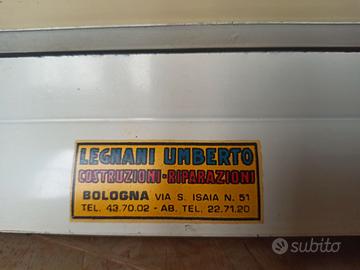 LEGNANI UMBERTO
COSTRUZIONI-RIPARAZIONI
BOLOGNA VIA S. ISAIA N. 51
TEL. 43.70.02 - AB. TEL. 22.71.20
subito